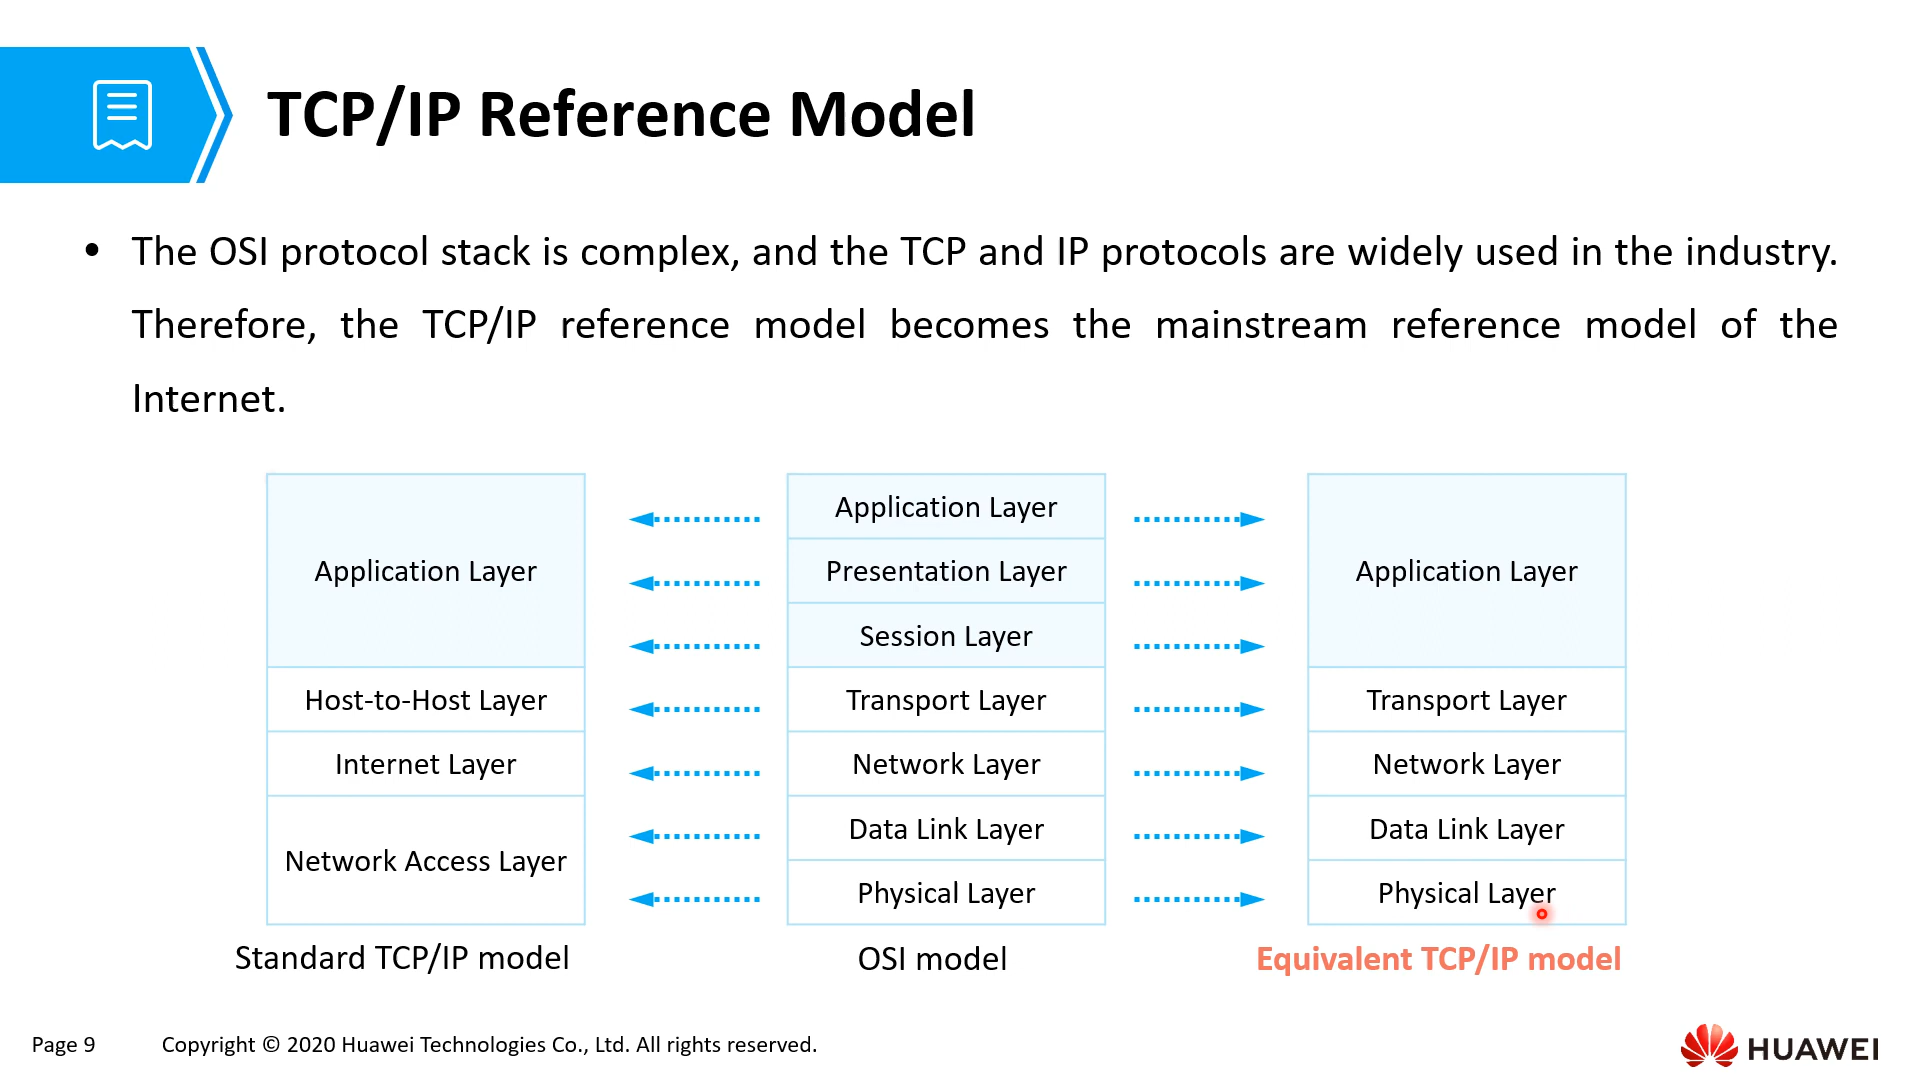 TCP/IP Reference Model
• The OSI protocol stack is complex, and the TCP and IP protocols are widely used in the industry.
Therefore, the TCP/IP reference model becomes the mainstream reference model of the
Internet.
Application Layer
Host-to-Host Layer
Internet Layer
Network Access Layer
Standard TCP/IP model
Application Layer
Presentation Layer
Session Layer
Transport Layer
Network Layer
Data Link Layer
Physical Layer
OSI model
Application Layer
Transport Layer
Network Layer
Data Link Layer
Physical Layer
Equivalent TCP/IP model
Page 9
Copyright © 2020 Huawei Technologies Co., Ltd. All rights reserved.
HUAWEI